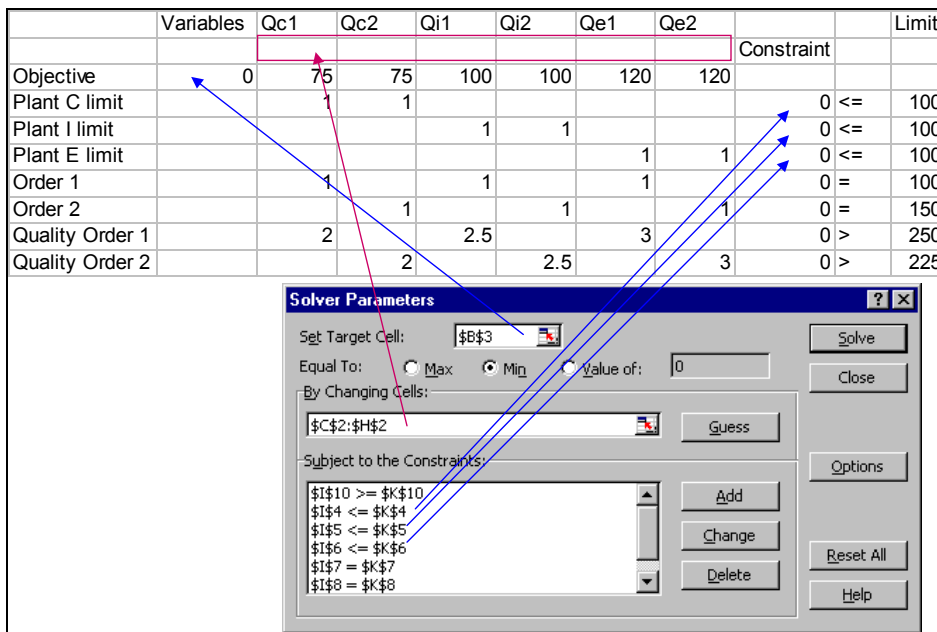 Variables Qc1 Qc2 Qi1 Qi2 Qe1 Qe2 Limit
Constraint
Objective 0 75 75 100 100 120 120
Plant C limit 1 1 0 <= 100
Plant I limit 1 1 0 <= 100
Plant E limit 1 1 0 <= 100
Order 1 1 1 1 0 = 100
Order 2 1 1 1 0 = 150
Quality Order 1 2 2.5 3 0 > 250
Quality Order 2 2 2.5 3 0 > 225
Solver Parameters ? ×
Set Target Cell: $B$3 Solve
Equal To: Max Min Value of: 0 Close
By Changing Cells:
$C$2:$H$2 Guess
Subject to the Constraints: Options
$I$10 >= $K$10 Add
$I$4 <= $K$4
$I$5 <= $K$5 Change
$I$6 <= $K$6 Reset All
$I$7 = $K$7 Delete
$I$8 = $K$8 Help